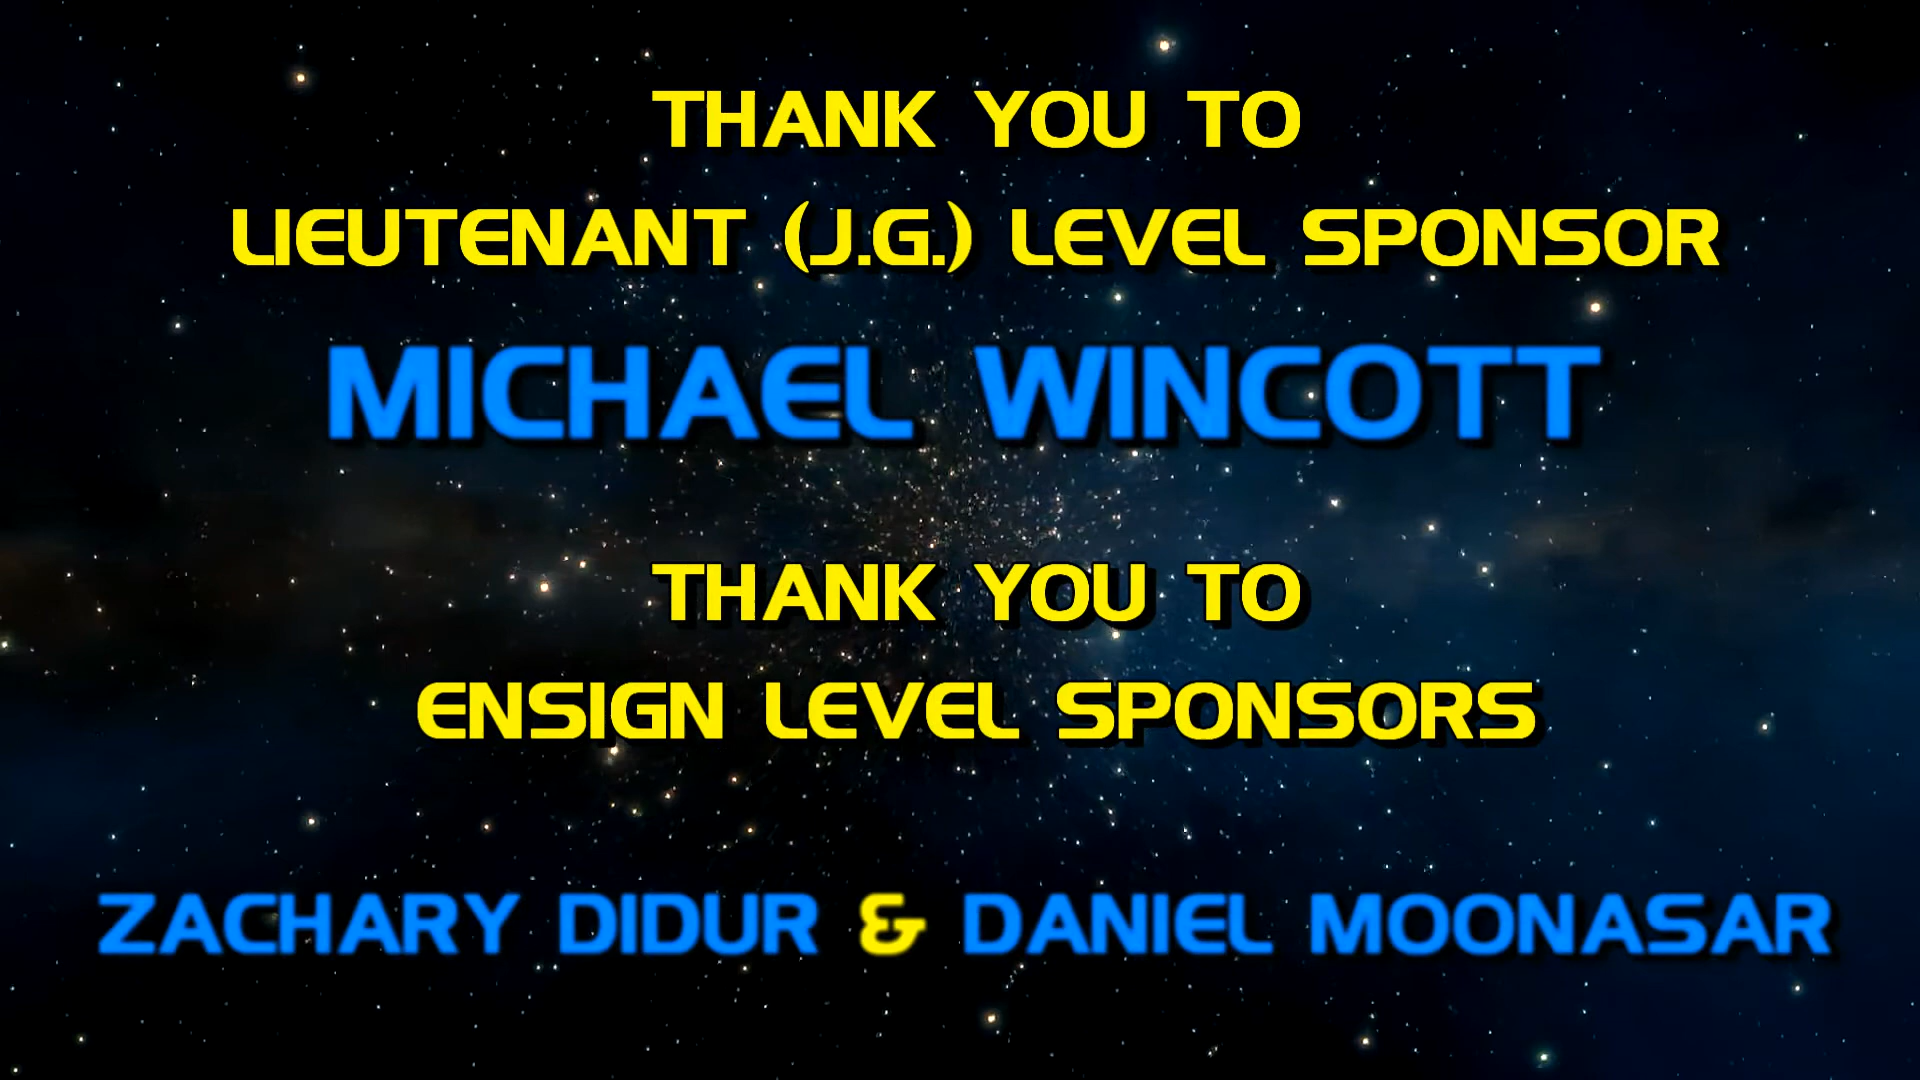 THANK YOU TO
LIEUTENANT (J.G.) LEVEL SPONSOR
MICHAEL WINCOTT
THANK YOU TO
ENSIGN LEVEL SPONSORS
ZACHARY DIDUR & DANIEL MOONASAR